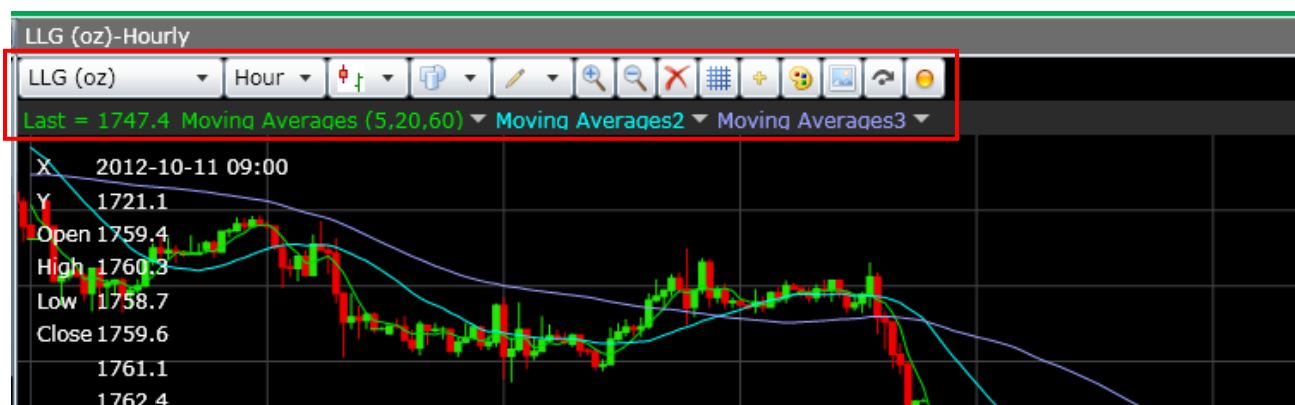 LLG (oz)-Hourly
LLG (oz) Hour
Last = 1747.4 Moving Averages (5,20,60) Moving Averages2 Moving Averages3
X 2012-10-11 09:00
Y 1721.1
Open 1759.4
High 1760.3
Low 1758.7
Close 1759.6
1761.1
1762.4